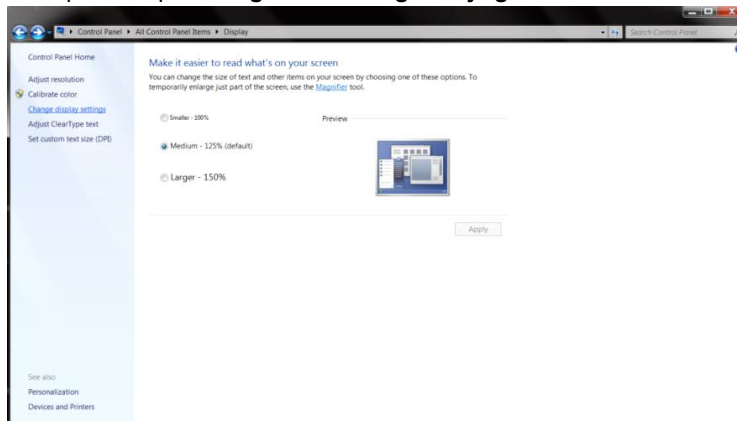 Control Panel ▸ All Control Panel Items ▸ Display
Search Control Panel
Control Panel Home
Adjust resolution
Calibrate color
Change display settings
Adjust ClearType text
Set custom text size (DPI)
See also
Personalization
Devices and Printers
Make it easier to read what's on your screen
You can change the size of text and other items on your screen by choosing one of these options. To
temporarily enlarge just part of the screen, use the Magnifier tool.
Smaller - 100%
Preview
Medium - 125% (default)
Larger - 150%
Apply